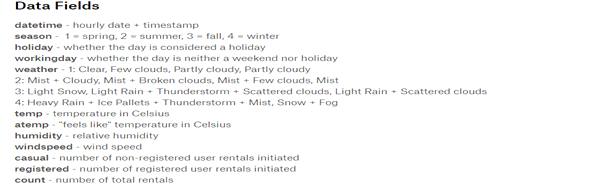 Data Fields
datetime - hourly date + timestamp
season - 1 = spring, 2 = summer, 3 = fall, 4 = winter
holiday - whether the day is considered a holiday
workingday - whether the day is neither a weekend nor holiday
weather - 1: Clear, Few clouds, Partly cloudy, Partly cloudy
2: Mist + Cloudy, Mist + Broken clouds, Mist + Few clouds, Mist
3: Light Snow, Light Rain + Thunderstorm + Scattered clouds, Light Rain + Scattered clouds
4: Heavy Rain + Ice Pallets + Thunderstorm + Mist, Snow + Fog
temp - temperature in Celsius
atemp - "feels like" temperature in Celsius
humidity - relative humidity
windspeed - wind speed
casual - number of non-registered user rentals initiated
registered - number of registered user rentals initiated
count - number of total rentals